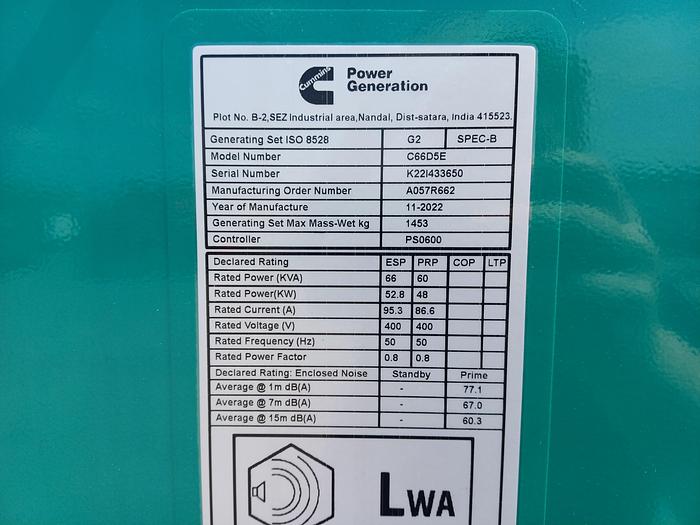 Cummins
Power
Generation
Plot No. B-2,SEZ Industrial area,Nandal, Dist-satara, India 415523.
Generating Set ISO 8528 G2 SPEC-B
Model Number C66D5E
Serial Number K22I433650
Manufacturing Order Number A057R662
Year of Manufacture 11-2022
Generating Set Max Mass-Wet kg 1453
Controller PS0600
Declared Rating ESP PRP COP LTP
Rated Power (KVA) 66 60
Rated Power(KW) 52.8 48
Rated Current (A) 95.3 86.6
Rated Voltage (V) 400 400
Rated Frequency (Hz) 50 50
Rated Power Factor 0.8 0.8
Declared Rating: Enclosed Noise Standby Prime
Average @ 1m dB(A) - 77.1
Average @ 7m dB(A) - 67.0
Average @ 15m dB(A) - 60.3
LWA